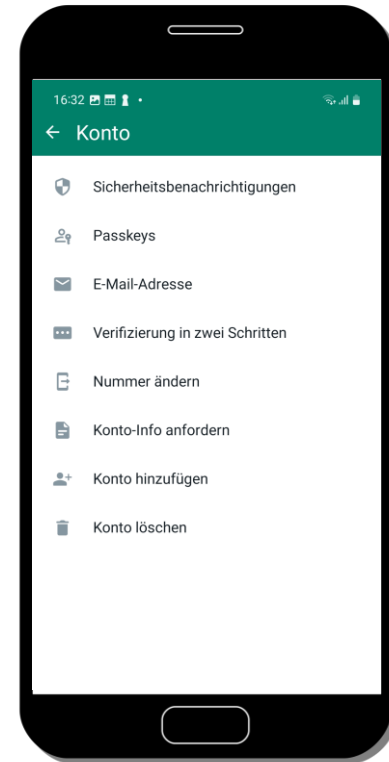 16:32
Konto
Sicherheitsbenachrichtigungen
Passkeys
E-Mail-Adresse
Verifizierung in zwei Schritten
Nummer ändern
Konto-Info anfordern
Konto hinzufügen
Konto löschen